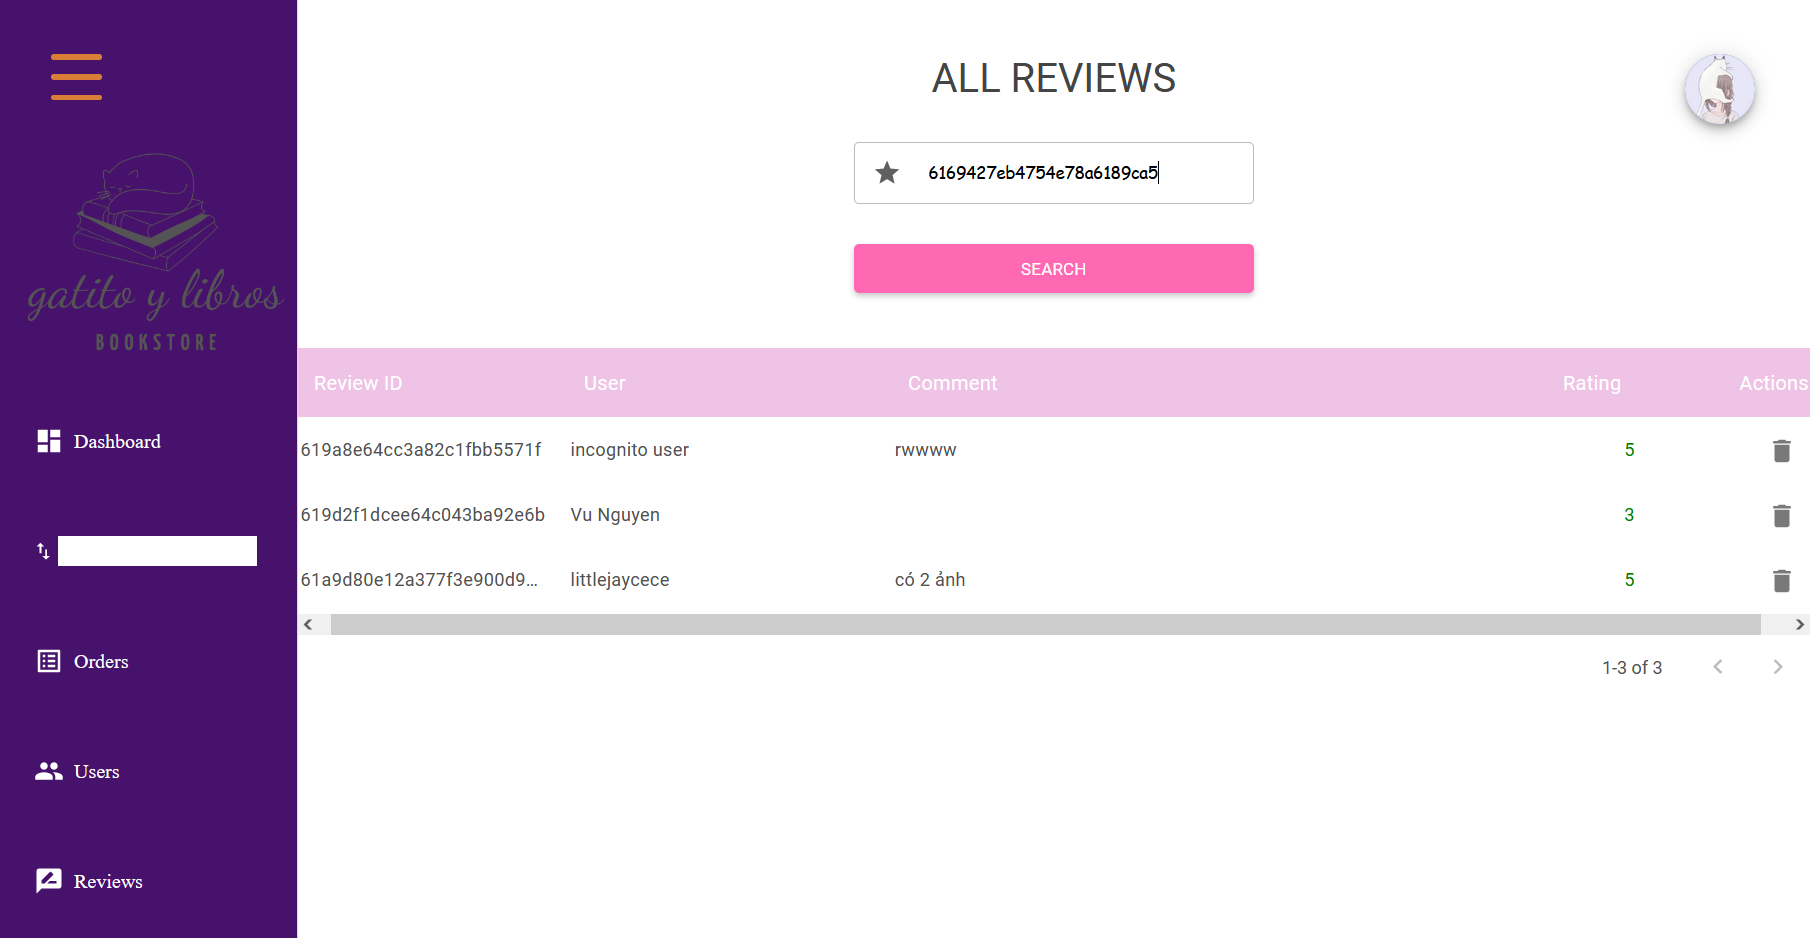 gatito y libros
BOOKSTORE
Dashboard
Orders
Users
Reviews
ALL REVIEWS
6169427eb4754e78a6189ca5
SEARCH
Review ID User Comment Rating Actions
619a8e64cc3a82c1fbb5571f incognito user rwwww 5
619d2f1dcee64c043ba92e6b Vu Nguyen 3
61a9d80e12a377f3e900d9... littlejaycece có 2 ảnh 5
1-3 of 3